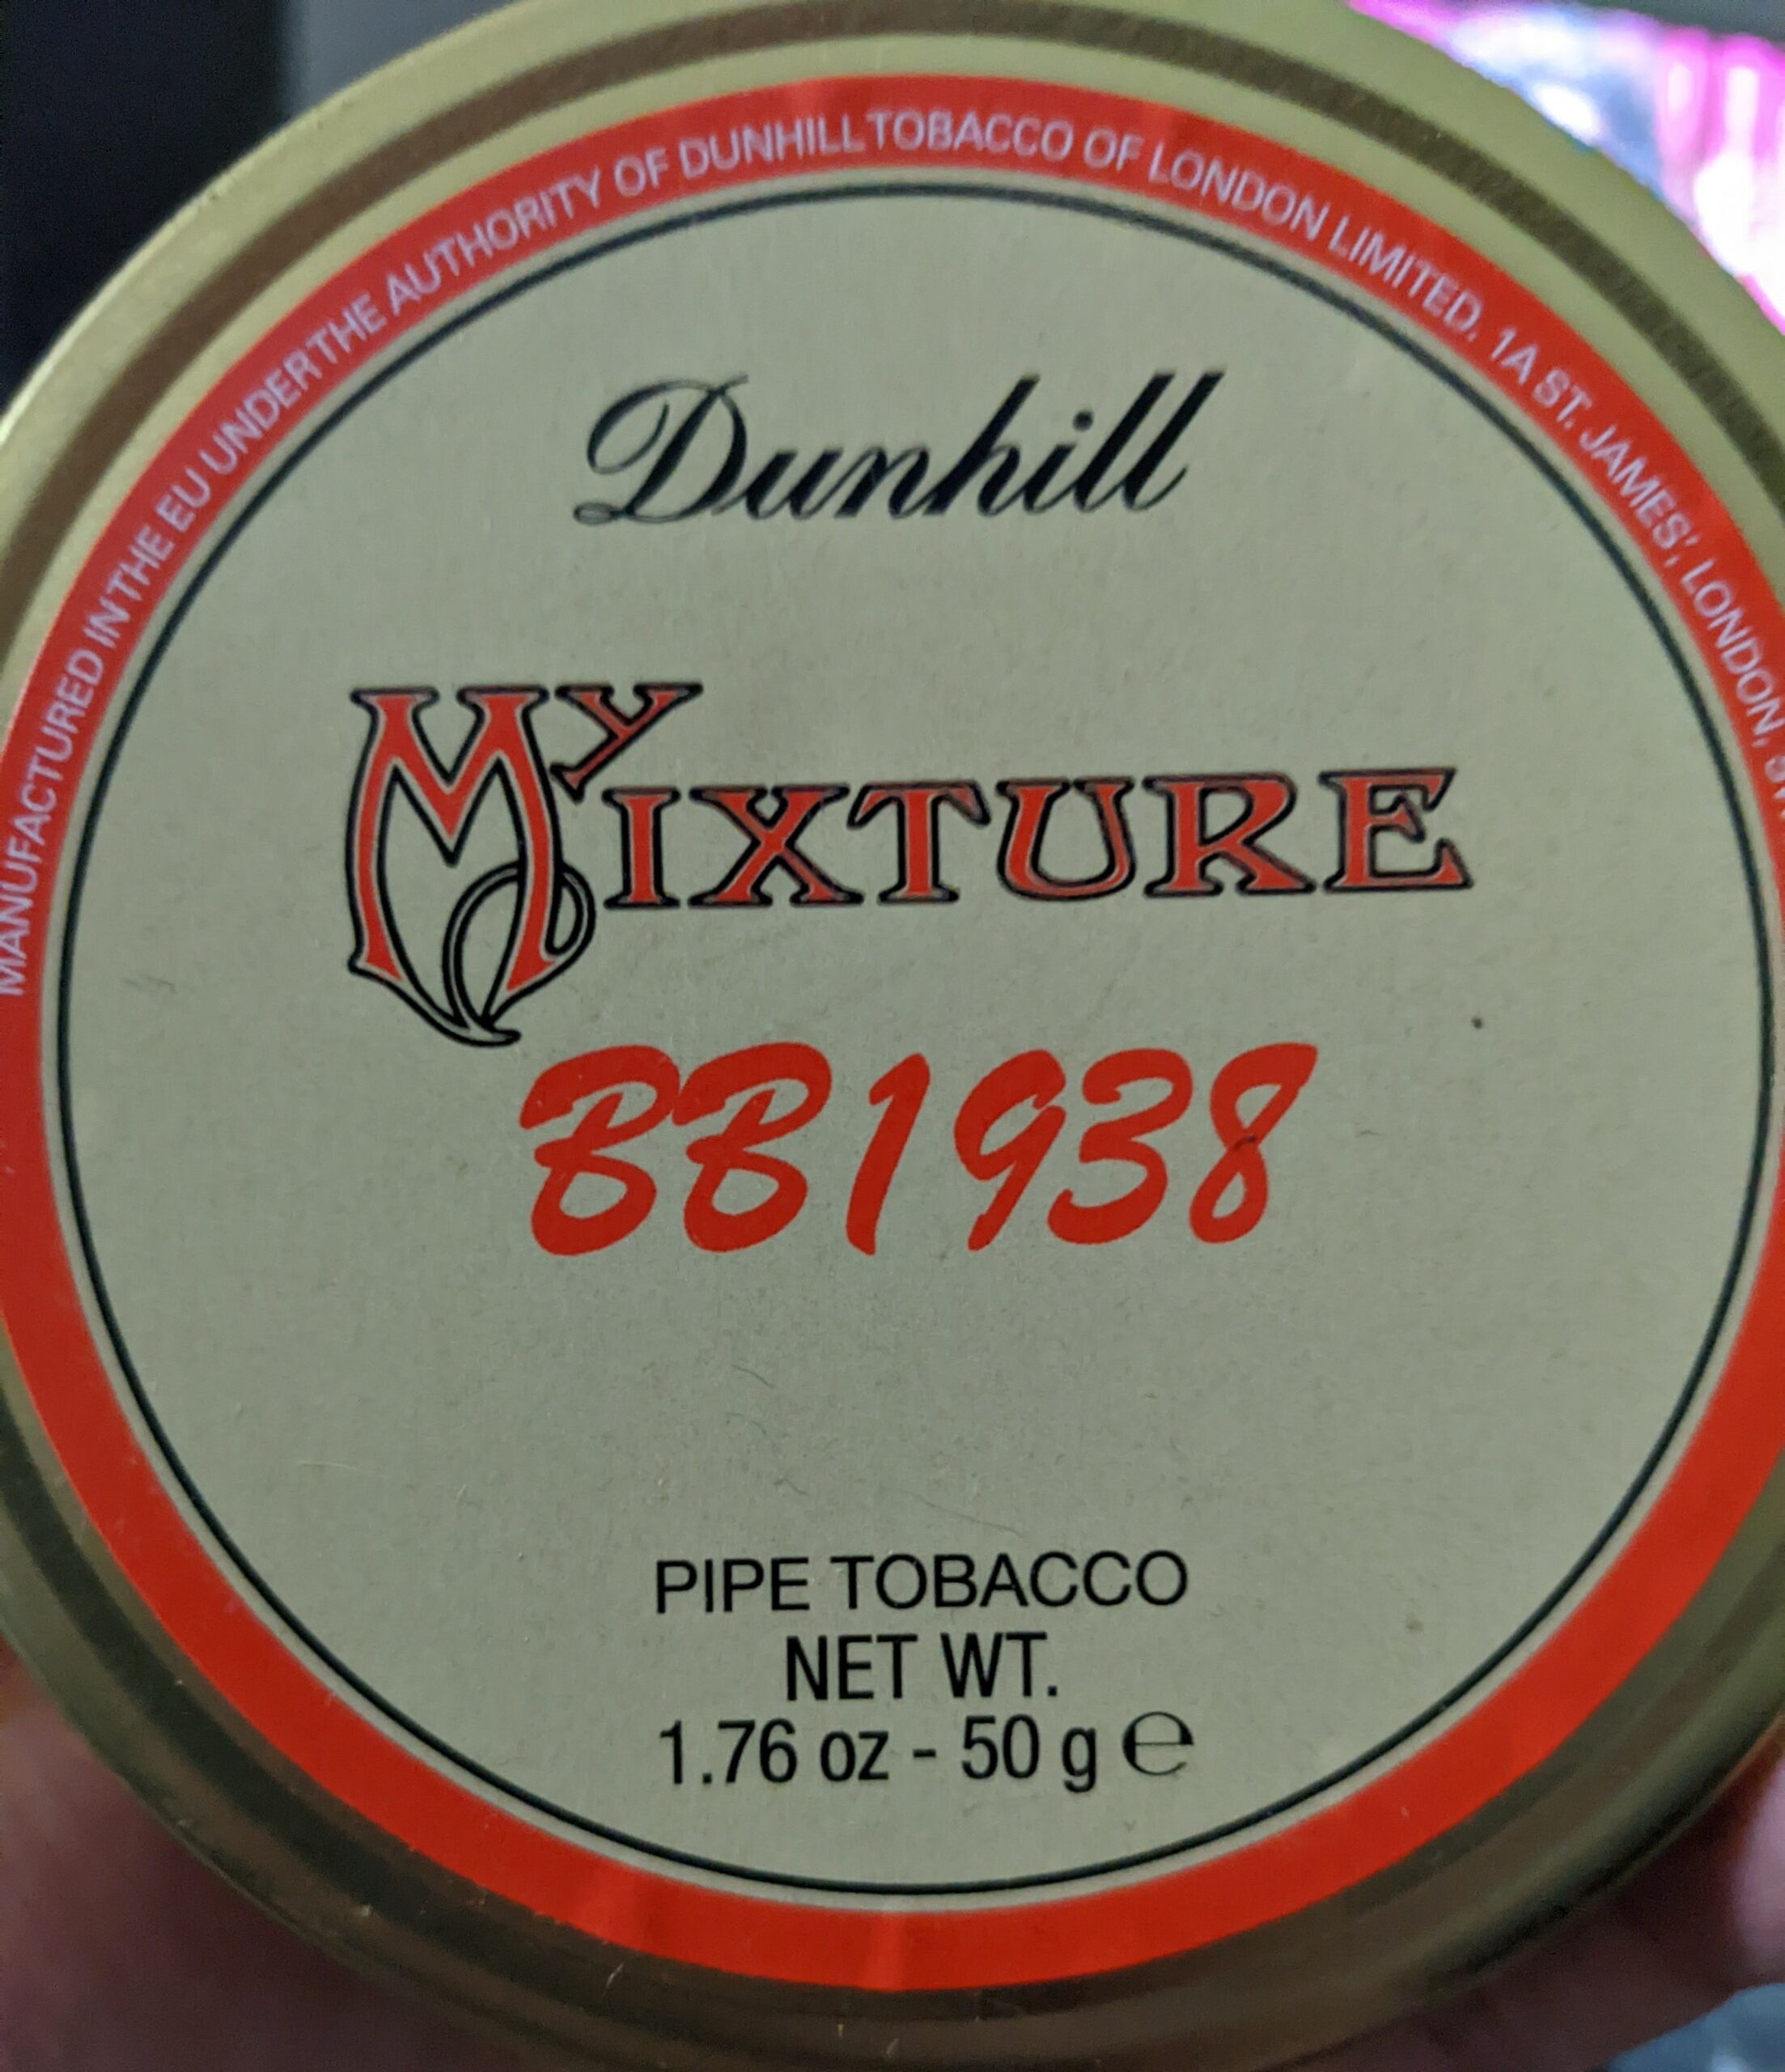 MANUFACTURED IN THE EU UNDER THE AUTHORITY OF DUNHILL TOBACCO OF LONDON LIMITED. 1A ST. JAMES', LONDON,
Dunhill
MY MIXTURE
BB1938
PIPE TOBACCO
NET WT.
1.76 oz - 50 g ℮